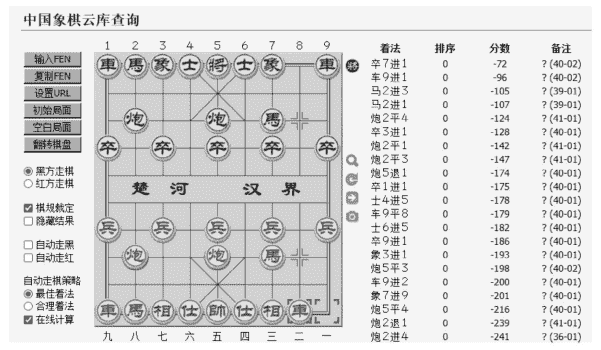 中国象棋云库查询
输入FEN
复制FEN
设置URL
初始局面
空白局面
翻转棋盘
黑方走棋
红方走棋
棋规裁定
隐藏结果
自动走黑
自动走红
自动走棋策略
最佳着法
合理着法
在线计算
1 2 3 4 5 6 7 8 9
車 馬 象 士 將 士 象 車
炮 炮 馬
卒 卒 卒 卒 卒
楚 河 汉 界
兵 兵 兵 兵 兵
炮 炮 馬
車 馬 相 仕 帥 仕 相 車
九 八 七 六 五 四 三 二 一
着法 排序 分数 备注
卒7进1 0 -72 ? (40-02)
车9进1 0 -96 ? (40-02)
马2进3 0 -105 ? (39-01)
马2进1 0 -107 ? (39-01)
炮2平4 0 -124 ? (41-01)
卒3进1 0 -128 ? (40-01)
炮2平1 0 -142 ? (41-01)
炮2平3 0 -147 ? (41-01)
炮5退1 0 -174 ? (40-01)
卒1进1 0 -175 ? (40-01)
士4进5 0 -178 ? (40-01)
车9平8 0 -179 ? (40-01)
士6进5 0 -182 ? (40-01)
卒9进1 0 -186 ? (40-01)
象3进1 0 -193 ? (40-01)
炮5平3 0 -198 ? (40-02)
车9进2 0 -200 ? (40-01)
象7进9 0 -201 ? (40-01)
炮5平4 0 -216 ? (40-01)
炮2退1 0 -239 ? (41-01)
炮2进4 0 -241 ? (36-01)